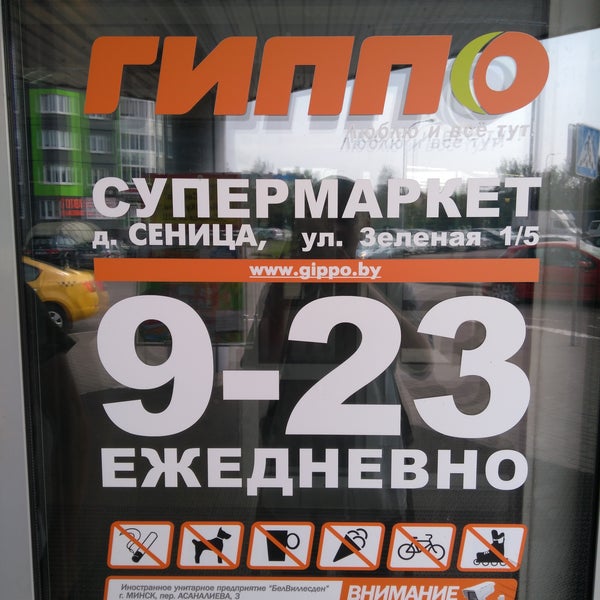 ГИППО
Люблю и всё тут!
СУПЕРМАРКЕТ
д. СЕНИЦА, ул. Зеленая 1/5
www.gippo.by
9-23
ЕЖЕДНЕВНО
Иностранное унитарное предприятие "БелВиллесден"
г. МИНСК, пер. АСАНАЛИЕВА, 3
ВНИМАНИЕ